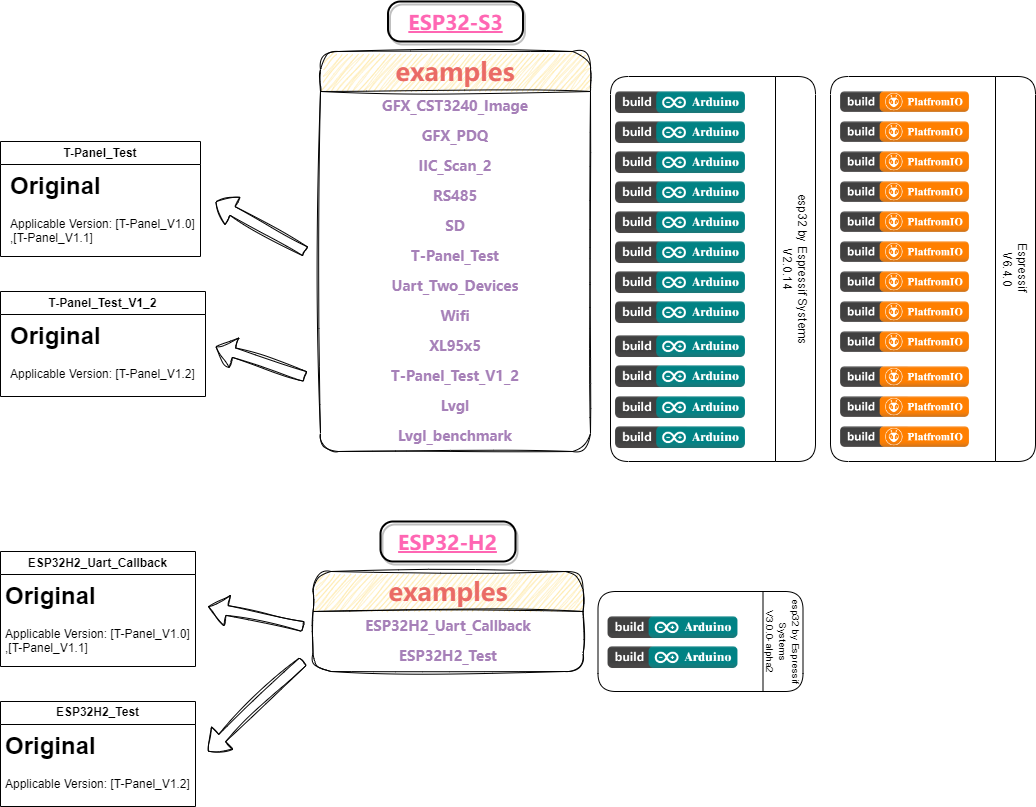 ESP32-S3
examples
GFX_CST3240_Image
GFX_PDQ
IIC_Scan_2
RS485
SD
T-Panel_Test
Uart_Two_Devices
Wifi
XL95x5
T-Panel_Test_V1_2
Lvgl
Lvgl_benchmark
build Arduino
build Arduino
build Arduino
build Arduino
build Arduino
build Arduino
build Arduino
build Arduino
build Arduino
build Arduino
build Arduino
build Arduino
esp32 by Espressif Systems
V2.0.14
build PlatfromIO
build PlatfromIO
build PlatfromIO
build PlatfromIO
build PlatfromIO
build PlatfromIO
build PlatfromIO
build PlatfromIO
build PlatfromIO
build PlatfromIO
build PlatfromIO
build PlatfromIO
Espressif
V6.4.0
T-Panel_Test
Original
Applicable Version: [T-Panel_V1.0]
,[T-Panel_V1.1]
T-Panel_Test_V1_2
Original
Applicable Version: [T-Panel_V1.2]
ESP32-H2
examples
ESP32H2_Uart_Callback
ESP32H2_Test
build Arduino
build Arduino
esp32 by Espressif
Systems
V3.0.0-alpha2
ESP32H2_Uart_Callback
Original
Applicable Version: [T-Panel_V1.0]
,[T-Panel_V1.1]
ESP32H2_Test
Original
Applicable Version: [T-Panel_V1.2]